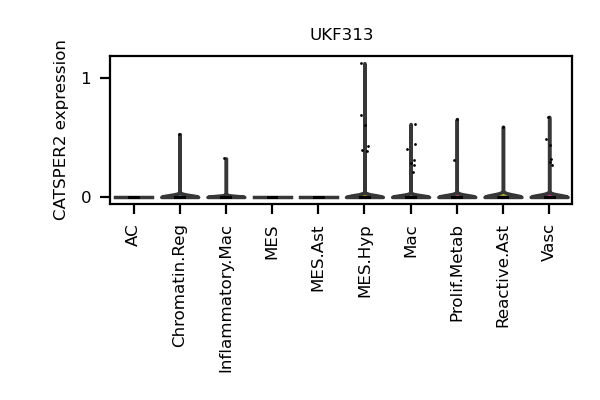 UKF313
CATSPER2 expression
1
0
AC
Chromatin.Reg
Inflammatory.Mac
MES
MES.Ast
MES.Hyp
Mac
Prolif.Metab
Reactive.Ast
Vasc